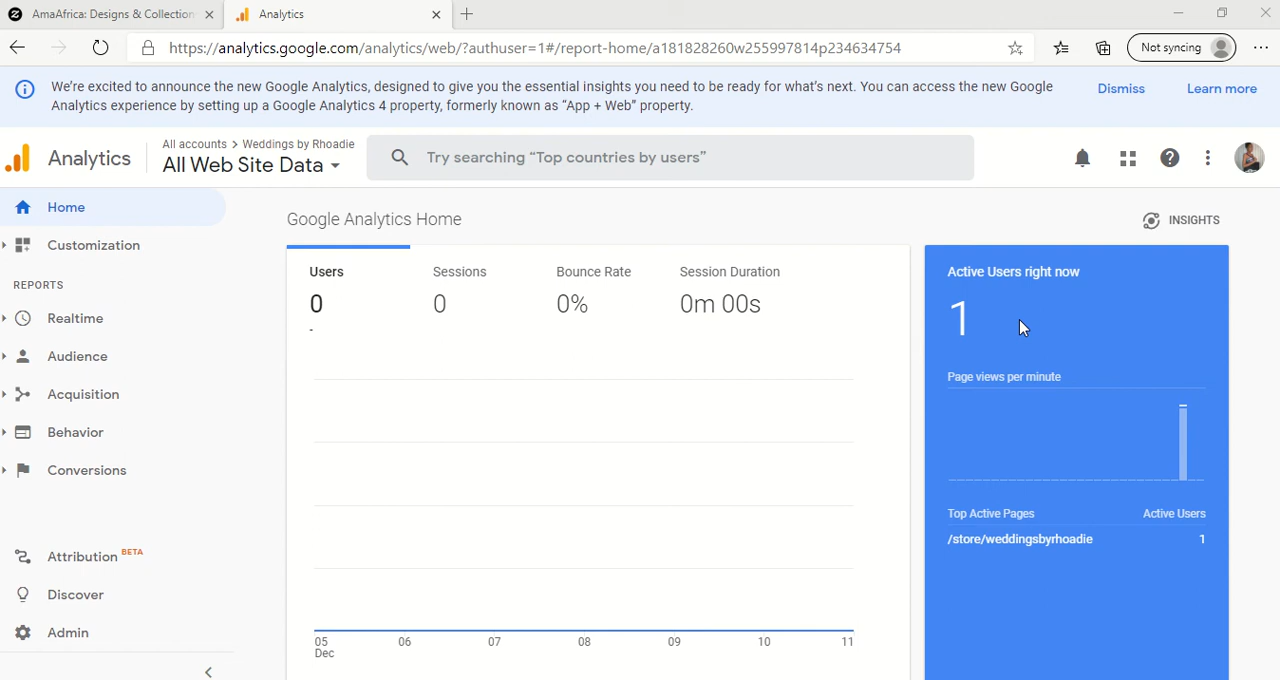 AmaAfrica: Designs & Collection
Analytics
https://analytics.google.com/analytics/web/?authuser=1#/report-home/a181828260w255997814p234634754
Not syncing
We're excited to announce the new Google Analytics, designed to give you the essential insights you need to be ready for what's next. You can access the new Google
Analytics experience by setting up a Google Analytics 4 property, formerly known as “App + Web” property.
Dismiss
Learn more
Analytics
All accounts > Weddings by Rhoadie
All Web Site Data
Try searching “Top countries by users”
Home
Customization
REPORTS
Realtime
Audience
Acquisition
Behavior
Conversions
Attribution BETA
Discover
Admin
Google Analytics Home
INSIGHTS
Users
0
-
Sessions
0
Bounce Rate
0%
Session Duration
0m 00s
05
Dec
06
07
08
09
10
11
Active Users right now
1
Page views per minute
Top Active Pages
Active Users
/store/weddingsbyrhoadie
1